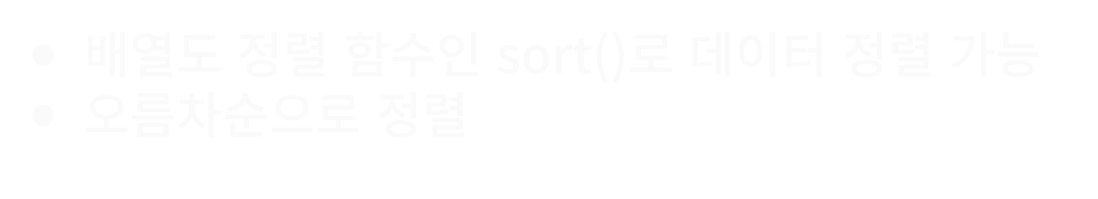 • 배열도 정렬 함수인 sort()로 데이터 정렬 가능
• 오름차순으로 정렬